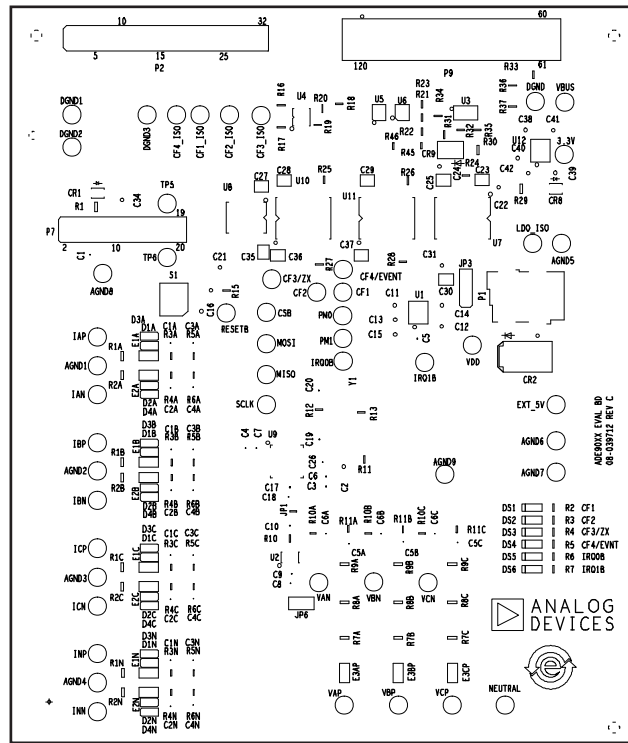 10 32
5 15 25
P2
60
120 61
P9
R33
R36
R37
DGND VBUS
DGND1
DGND2
DGND3
CF4_ISO
CF1_ISO
CF2_ISO
CF3_ISO
R16
R17
U4
R20
R18
R19
U5 U6
R23
R21
R34
U3
R22
R46
R45
R31
R32
R35
R30
CR9
R24
C24
C38 C41
U12
C40
3.3V
C42
C39
C27 C28
U10
R25
C29
R26
C25
C23
C22
R29
CR8
CR1
R1
C34
TP5
U8
U11
U7
P7
19
2 10 20
C1
TP6
AGND8
C35 C36
C37
LDO_ISO
AGND5
S1
C21
R15
C16
RESETB
CF3/ZX
R27
CF4/EVENT
R28
C31
JP3
C30
P1
CF2
CF1
CSB
PM0
C11
U1
C14
C13
C12
C15
C5
MOSI
PM1
MISO
IRQ0B
IRQ1B
VDD
CR2
SCLK
C20
Y1
R12
R13
EXT_5V
AGND6
AGND7
ADE90XX EVAL BD
08-039712 REV C
D3A
D1A C1A C3A
E1A R3A R5A
IAP
R1A
AGND1
R2A
IAN
E2A
D2A R4A R6A
D4A C2A C4A
D3B
D1B C1B C3B
E1B R3B R5B
IBP
R1B
AGND2
R2B
IBN
E2B
D2B R4B R6B
D4B C2B C4B
D3C
D1C C1C C3C
E1C R3C R5C
ICP
R1C
AGND3
R2C
ICN
E2C
D2C R4C R6C
D4C C2C C4C
D3N
D1N C1N C3N
E1N R3N R5N
INP
R1N
AGND4
R2N
INN
E2N
D2N R4N R6N
D4N C2N C4N
C4 C7
U9
C19
C26
C6
C3
C2
R11
AGND9
C17
C18
JP1
C10
R10
U2
C9
C8
JP6
R10A
C6A
R11A
R10B
C6B
R11B
R10C
C6C
R11C
C5A C5B C5C
R9A R9B R9C
VAN VBN VCN
R8A R8B R8C
R7A R7B R7C
E3AP E3BP E3CP
VAP VBP VCP NEUTRAL
DS1 R2 CF1
DS2 R3 CF2
DS3 R4 CF3/ZX
DS4 R5 CF4/EVENT
DS5 R6 IRQ0B
DS6 R7 IRQ1B
ANALOG
DEVICES